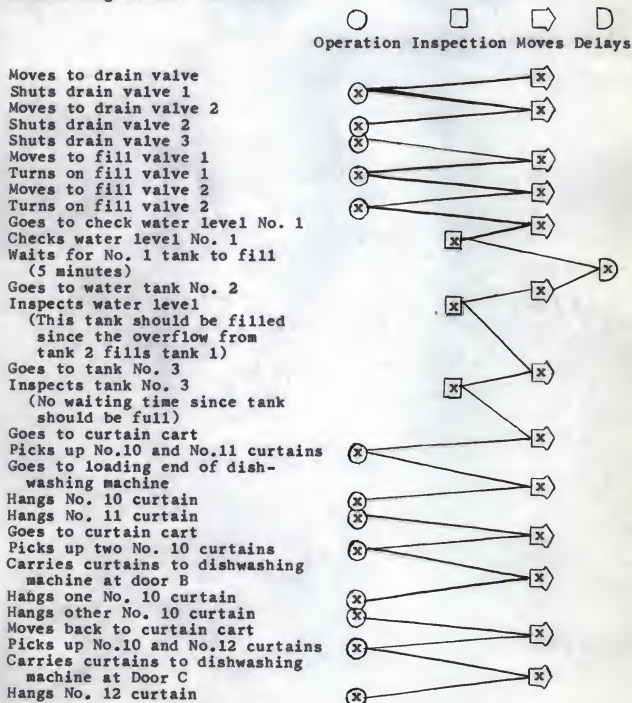 Operation Inspection Moves Delays
Moves to drain valve
Shuts drain valve 1
Moves to drain valve 2
Shuts drain valve 2
Shuts drain valve 3
Moves to fill valve 1
Turns on fill valve 1
Moves to fill valve 2
Turns on fill valve 2
Goes to check water level No. 1
Checks water level No. 1
Waits for No. 1 tank to fill
(5 minutes)
Goes to water tank No. 2
Inspects water level
(This tank should be filled
since the overflow from
tank 2 fills tank 1)
Goes to tank No. 3
Inspects tank No. 3
(No waiting time since tank
should be full)
Goes to curtain cart
Picks up No.10 and No.11 curtains
Goes to loading end of dish-
washing machine
Hangs No. 10 curtain
Hangs No. 11 curtain
Goes to curtain cart
Picks up two No. 10 curtains
Carries curtains to dishwashing
machine at door B
Hangs one No. 10 curtain
Hangs other No. 10 curtain
Moves back to curtain cart
Picks up No.10 and No.12 curtains
Carries curtains to dishwashing
machine at Door C
Hangs No. 12 curtain